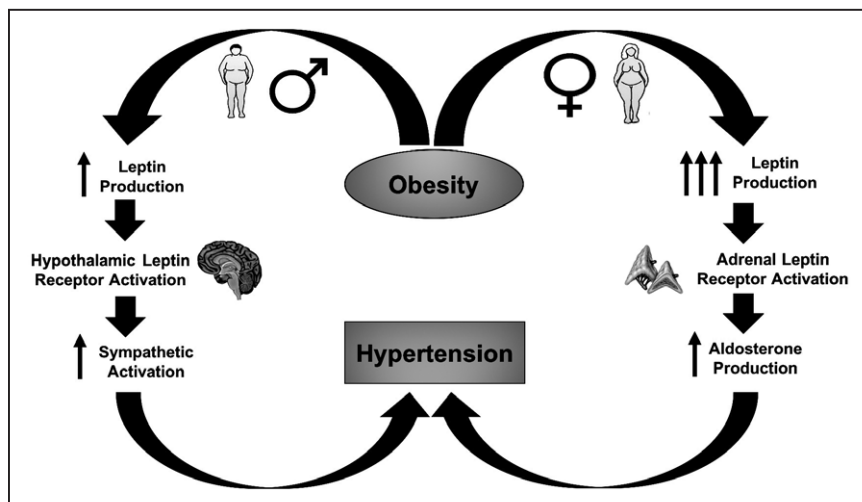 Leptin
Production
Hypothalamic Leptin
Receptor Activation
Sympathetic
Activation
Obesity
Hypertension
Leptin
Production
Adrenal Leptin
Receptor Activation
Aldosterone
Production